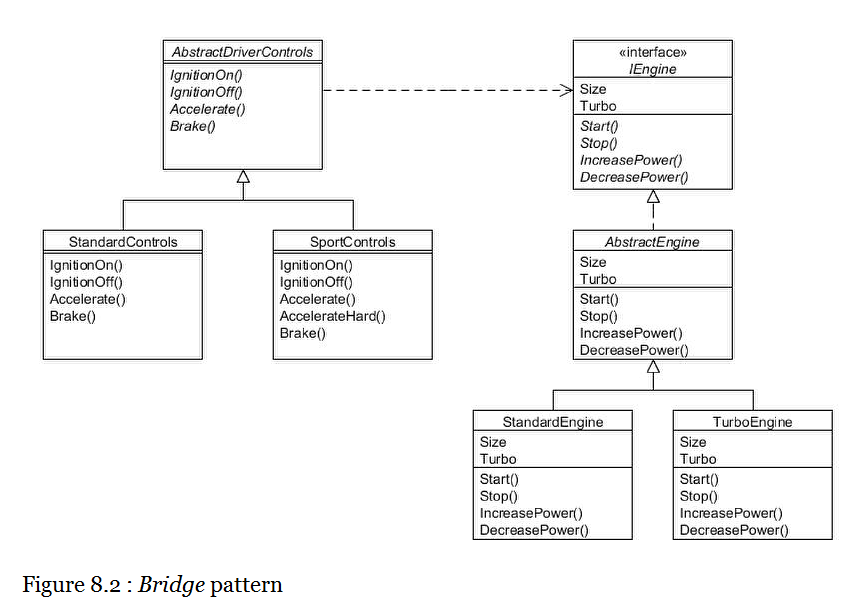 AbstractDriverControls
IgnitionOn()
IgnitionOff()
Accelerate()
Brake()
«interface»
IEngine
Size
Turbo
Start()
Stop()
IncreasePower()
DecreasePower()
StandardControls
IgnitionOn()
IgnitionOff()
Accelerate()
Brake()
SportControls
IgnitionOn()
IgnitionOff()
Accelerate()
AccelerateHard()
Brake()
AbstractEngine
Size
Turbo
Start()
Stop()
IncreasePower()
DecreasePower()
StandardEngine
Size
Turbo
Start()
Stop()
IncreasePower()
DecreasePower()
TurboEngine
Size
Turbo
Start()
Stop()
IncreasePower()
DecreasePower()
Figure 8.2 : Bridge pattern